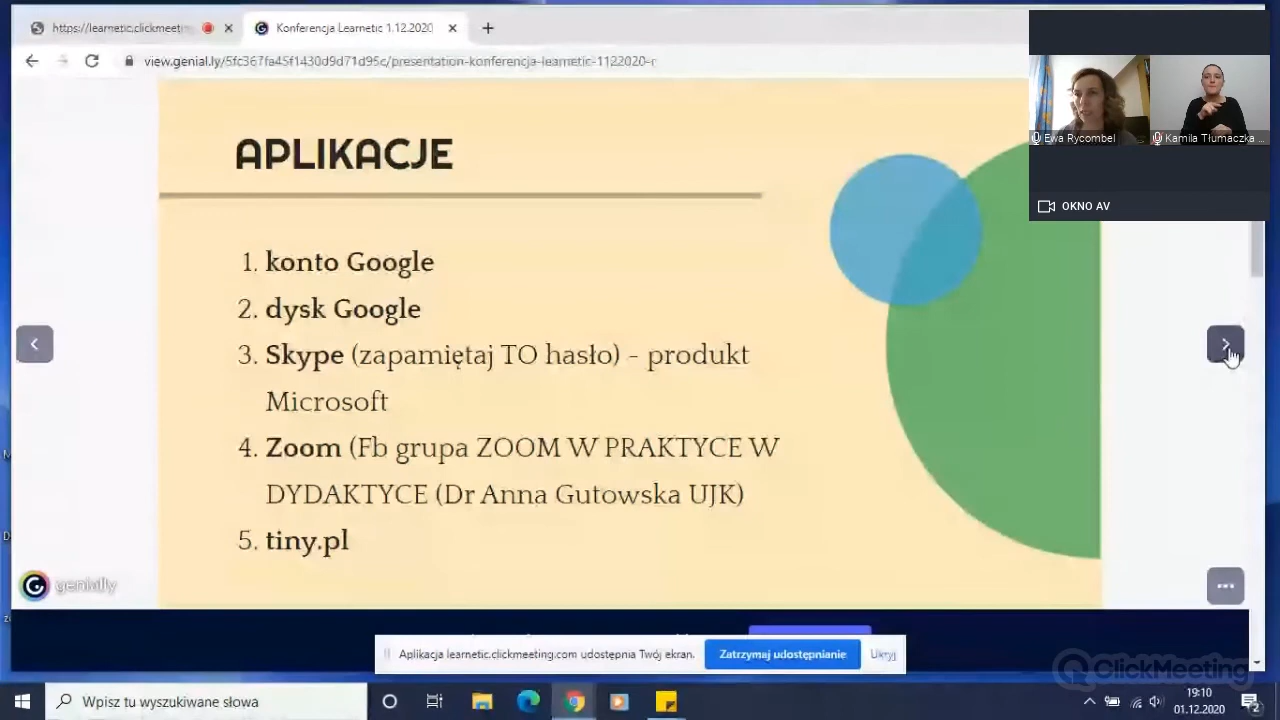 https://learnetic.clickmeeti
Konferencja Learnetic 1.12.2020
view.genial.ly/5fc367fa45f1430d9d71d95c/presentation-konferencja-learnetic-1122020-r
Ewa Rycombel
Kamila Tłumaczka ...
OKNO AV
APLIKACJE
1. konto Google
2. dysk Google
3. Skype (zapamiętaj TO hasło) - produkt
Microsoft
4. Zoom (Fb grupa ZOOM W PRAKTYCE W
DYDAKTYCE (Dr Anna Gutowska UJK)
5. tiny.pl
genially
Aplikacja learnetic.clickmeeting.com udostępnia Twój ekran.
Zatrzymaj udostępnianie
Ukryj
ClickMeeting
Wpisz tu wyszukiwane słowa
19:10
01.12.2020
2